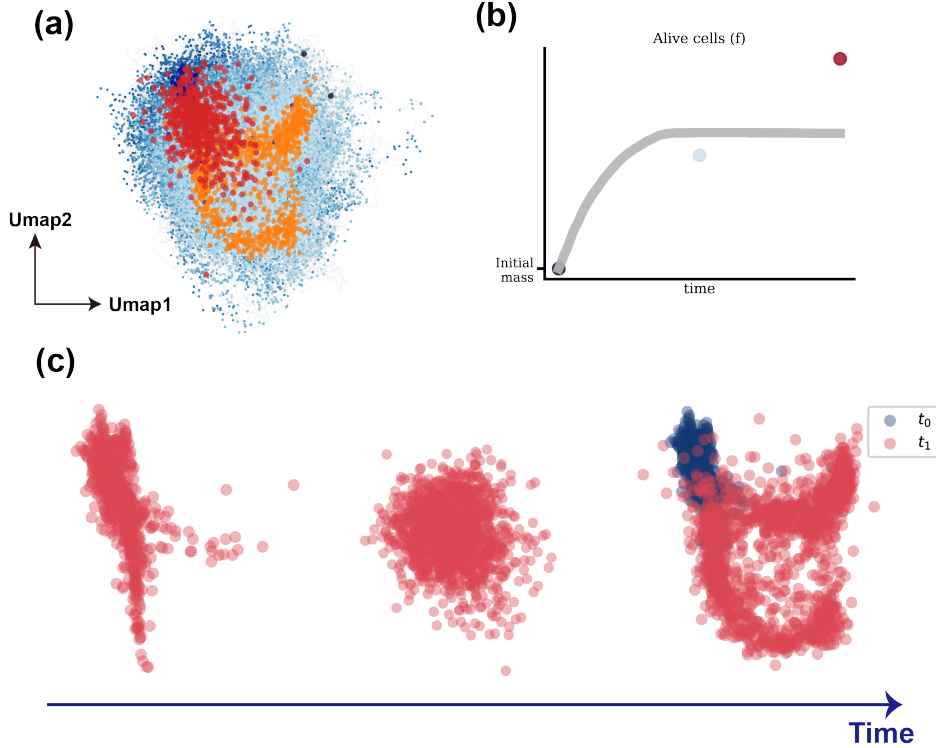 (a)
Umap2
Umap1
(b)
Alive cells (f)
Initial
mass
time
(c)
t₀
t₁
Time